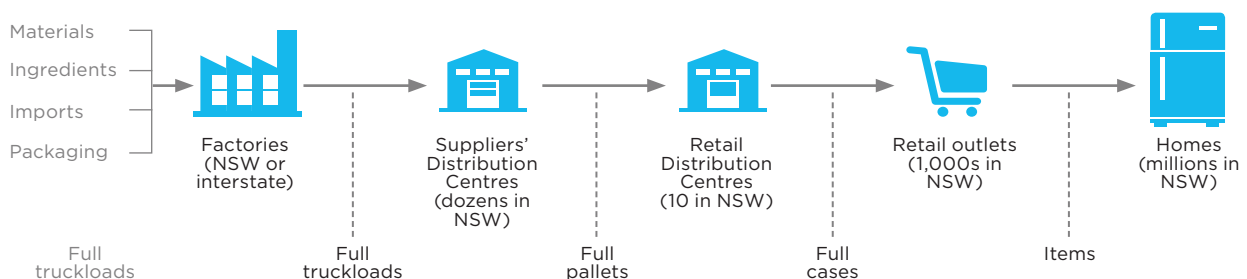 Materials
Ingredients
Imports
Packaging
Factories
(NSW or
interstate)
Suppliers’
Distribution
Centres
(dozens in
NSW)
Retail
Distribution
Centres
(10 in NSW)
Retail outlets
(1,000s in
NSW)
Homes
(millions in
NSW)
Full
truckloads
Full
truckloads
Full
pallets
Full
cases
Items